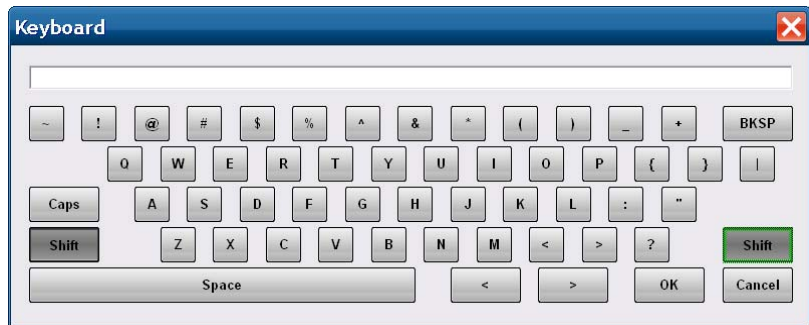 Keyboard
~ ! @ # $ % ^ & * ( ) _ + BKSP
Q W E R T Y U I O P { } |
Caps A S D F G H J K L : " 
Shift Z X C V B N M < > ? Shift
Space < > OK Cancel